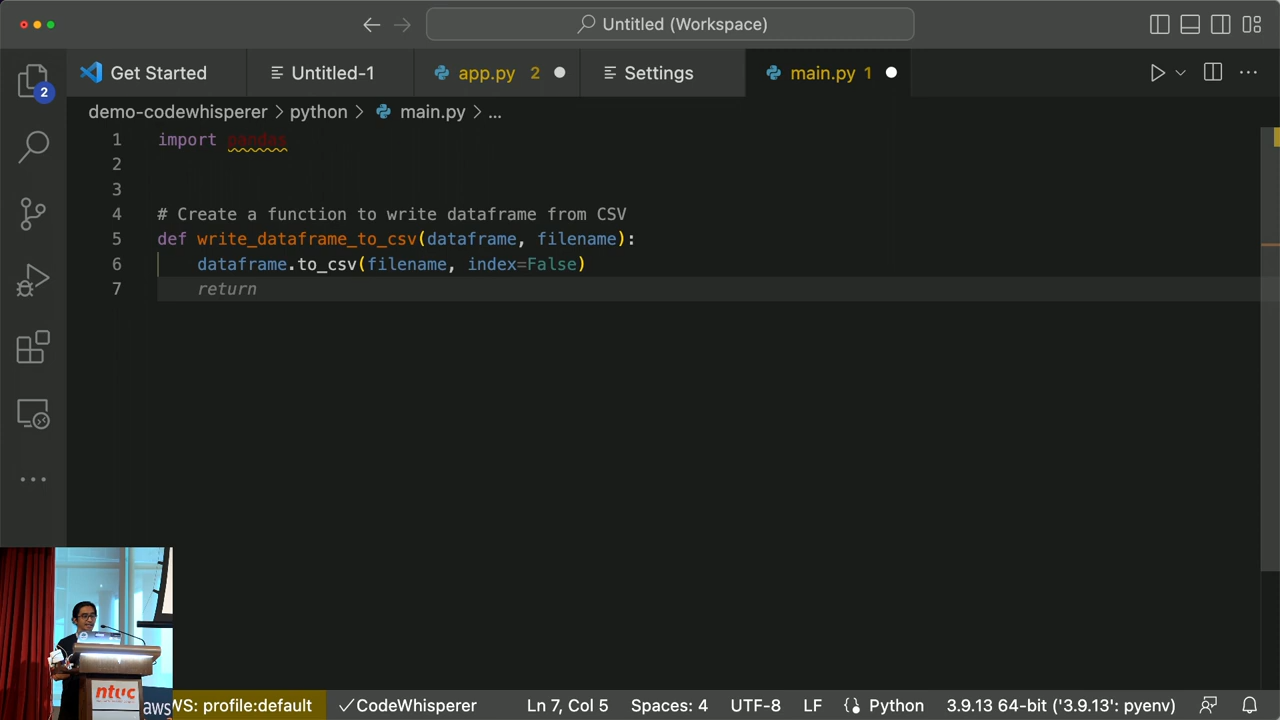 Untitled (Workspace)
Get Started
Untitled-1
app.py 2
Settings
main.py 1
2
demo-codewhisperer > python > main.py > ...
1 import pandas
2
3
4 # Create a function to write dataframe from CSV
5 def write_dataframe_to_csv(dataframe, filename):
6 dataframe.to_csv(filename, index=False)
7 return
ntuc
aws
WS: profile:default
CodeWhisperer
Ln 7, Col 5
Spaces: 4
UTF-8
LF
Python
3.9.13 64-bit ('3.9.13': pyenv)